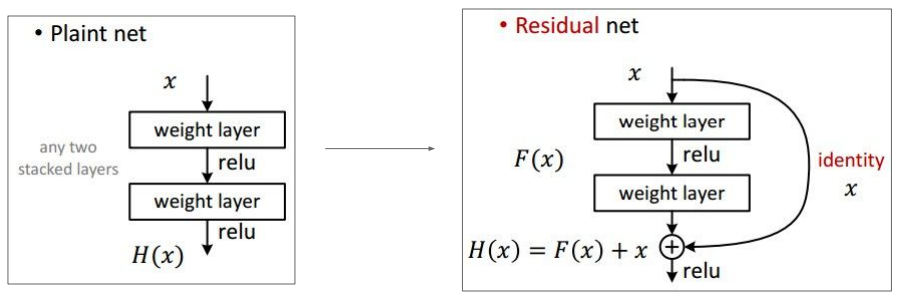 • Plaint net
x
weight layer
any two
stacked layers
relu
weight layer
relu
H(x)
• Residual net
x
weight layer
F(x)
relu
identity
x
weight layer
H(x) = F(x) + x
+
relu